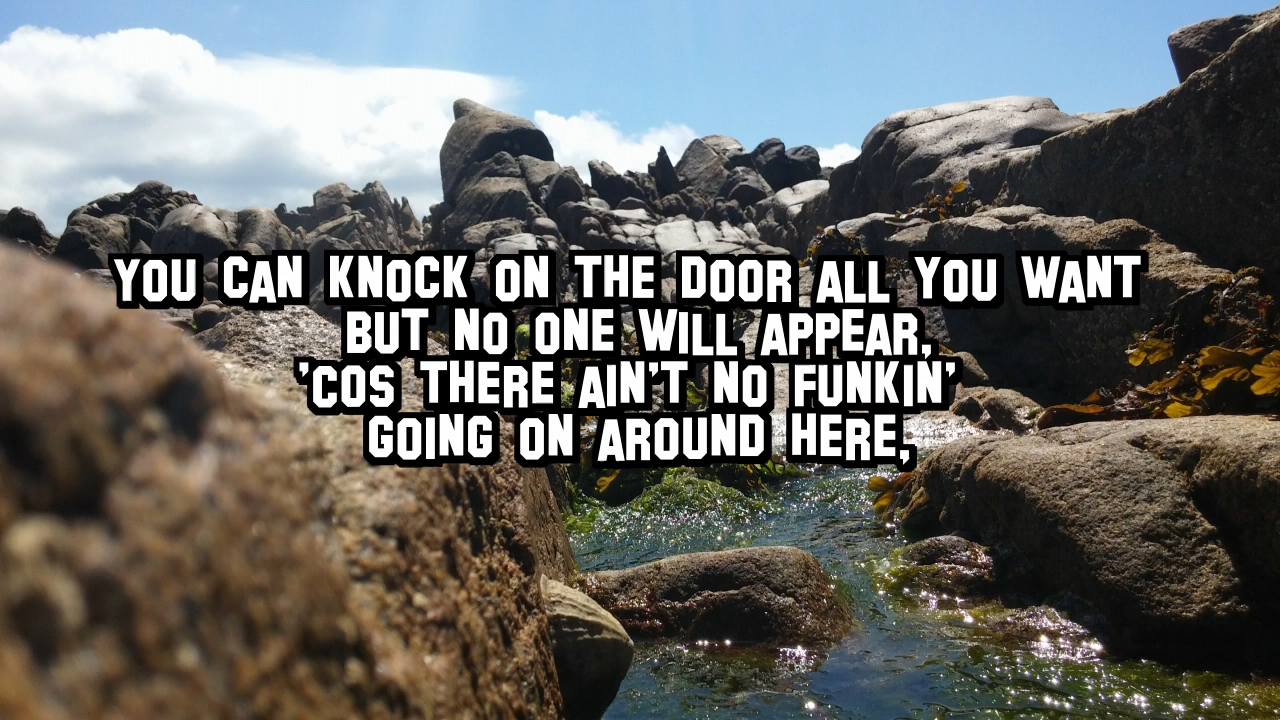 YOU CAN KNOCK ON THE DOOR ALL YOU WANT
BUT NO ONE WILL APPEAR,
'COS THERE AIN'T NO FUNKIN'
GOING ON AROUND HERE,